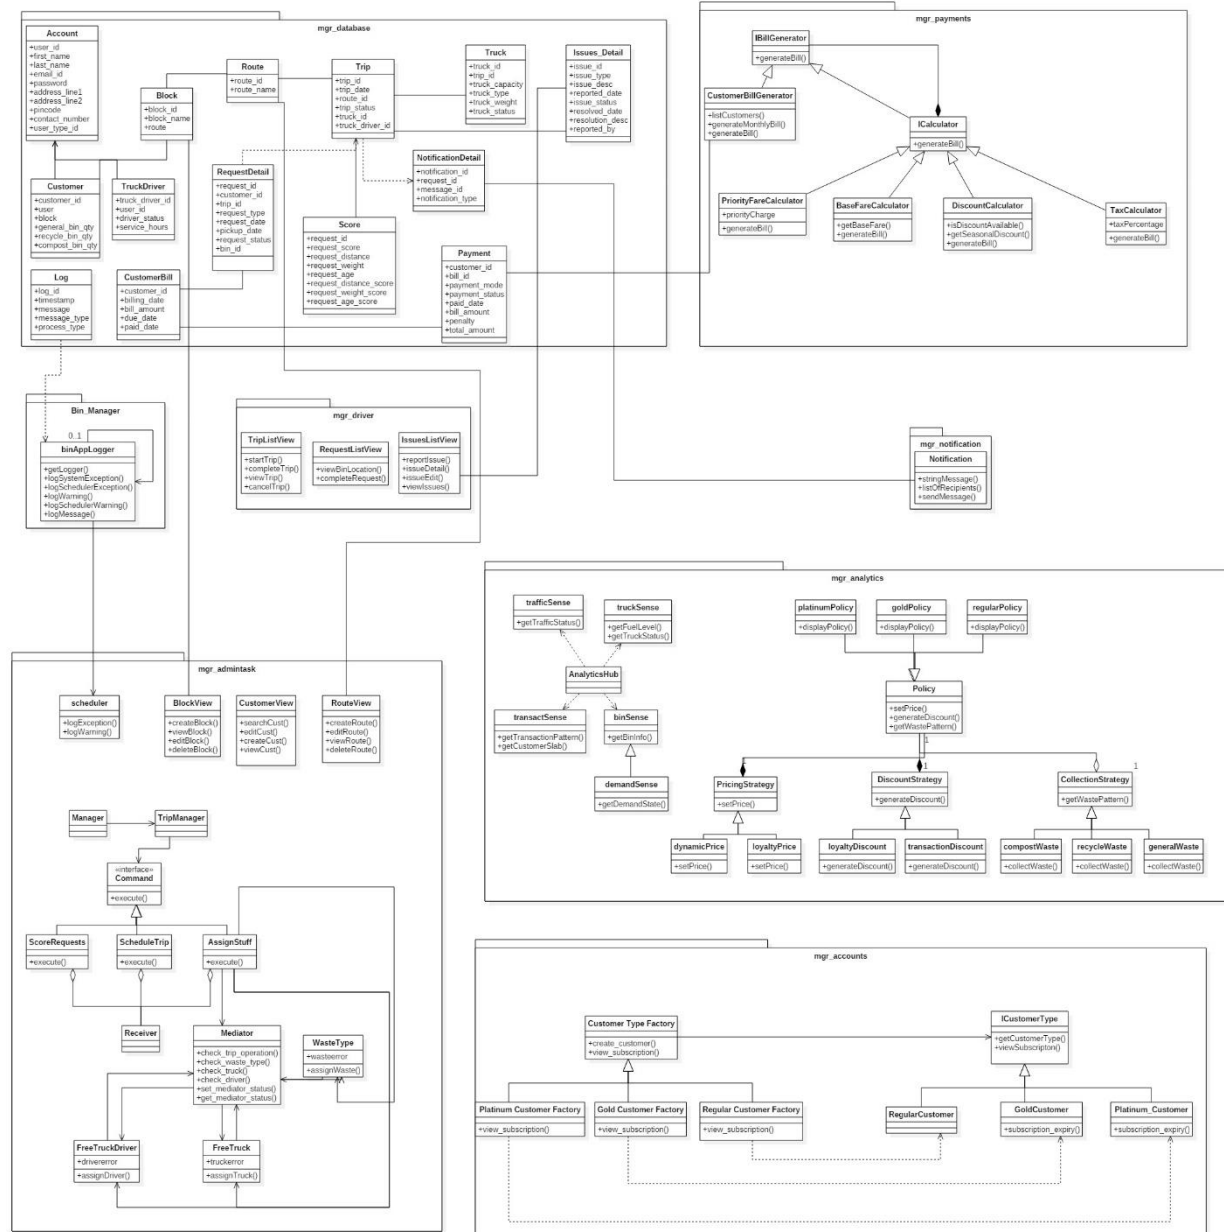 mgr_database
Account
+user_id
+first_name
+last_name
+email_id
+password
+address_line1
+address_line2
+pincode
+contact_number
+user_type_id
Block
+block_id
+block_name
+route
Route
+route_id
+route_name
Trip
+trip_id
+trip_date
+route_id
+trip_status
+truck_id
+truck_driver_id
Truck
+truck_id
+trip_id
+truck_capacity
+truck_type
+truck_weight
+truck_status
Issues_Detail
+issue_id
+issue_type
+issue_desc
+reported_date
+issue_status
+resolved_date
+resolution_desc
+reported_by
Customer
+customer_id
+user
+block
+general_bin_qty
+recycle_bin_qty
+compost_bin_qty
TruckDriver
+truck_driver_id
+user_id
+driver_status
+service_hours
RequestDetail
+request_id
+customer_id
+trip_id
+request_type
+request_date
+pickup_date
+request_status
+bin_id
NotificationDetail
+notification_id
+request_id
+message_id
+notification_type
Score
+request_id
+request_score
+request_distance
+request_weight
+request_age
+request_distance_score
+request_weight_score
+request_age_score
Payment
+customer_id
+bill_id
+payment_mode
+payment_status
+paid_date
+bill_amount
+penalty
+total_amount
Log
+log_id
+timestamp
+message
+message_type
+process_type
CustomerBill
+customer_id
+billing_date
+bill_amount
+due_date
+paid_date
mgr_payments
IBillGenerator
+generateBill()
CustomerBillGenerator
+listCustomers()
+generateMonthlyBill()
+generateBill()
ICalculator
+generateBill()
PriorityFareCalculator
+priorityCharge
+generateBill()
BaseFareCalculator
+getBaseFare()
+generateBill()
DiscountCalculator
+isDiscountAvailable()
+getSeasonalDiscount()
+generateBill()
TaxCalculator
+taxPercentage
+generateBill()
Bin_Manager
0..1
binAppLogger
+getLogger()
+logSystemException()
+logSchedulerException()
+logWarning()
+logSchedulerWarning()
+logMessage()
mgr_driver
TripListView
+startTrip()
+completeTrip()
+viewTrip()
+cancelTrip()
RequestListView
+viewBinLocation()
+completeRequest()
IssuesListView
+reportIssue()
+issueDetail()
+issueEdit()
+viewIssues()
mgr_notification
Notification
+stringMessage()
+listOfRecipients()
+sendMessage()
mgr_analytics
trafficSense
+getTrafficStatus()
truckSense
+getFuelLevel()
+getTruckStatus()
AnalyticsHub
transactSense
+getTransactionPattern()
+getCustomerSlab()
binSense
+getBinInfo()
demandSense
+getDemandState()
platinumPolicy
+displayPolicy()
goldPolicy
+displayPolicy()
regularPolicy
+displayPolicy()
Policy
+setPrice()
+generateDiscount()
+getWastePattern()
1
1
1
PricingStrategy
+setPrice()
DiscountStrategy
+generateDiscount()
CollectionStrategy
+getWastePattern()
dynamicPrice
+setPrice()
loyaltyPrice
+setPrice()
loyaltyDiscount
+generateDiscount()
transactionDiscount
+generateDiscount()
compostWaste
+collectWaste()
recycleWaste
+collectWaste()
generalWaste
+collectWaste()
mgr_admintask
scheduler
+logException()
+logWarning()
BlockView
+createBlock()
+viewBlock()
+editBlock()
+deleteBlock()
CustomerView
+searchCust()
+editCust()
+createCust()
+viewCust()
RouteView
+createRoute()
+editRoute()
+viewRoute()
+deleteRoute()
Manager
TripManager
«interface»
Command
+execute()
ScoreRequests
+execute()
ScheduleTrip
+execute()
AssignStuff
+execute()
Receiver
Mediator
+check_trip_operation()
+check_waste_type()
+check_truck()
+check_driver()
+set_mediator_status()
+get_mediator_status()
WasteType
+wasteerror
+assignWaste()
FreeTruckDriver
+drivererror
+assignDriver()
FreeTruck
+truckerror
+assignTruck()
mgr_accounts
Customer Type Factory
+create_customer()
+view_subscription()
ICustomerType
+getCustomerType()
+viewSubscripton()
Platinum Customer Factory
+view_subscription()
Gold Customer Factory
+view_subscription()
Regular Customer Factory
+view_subscription()
RegularCustomer
GoldCustomer
+subscription_expiry()
Platinum_Customer
+subscription_expiry()